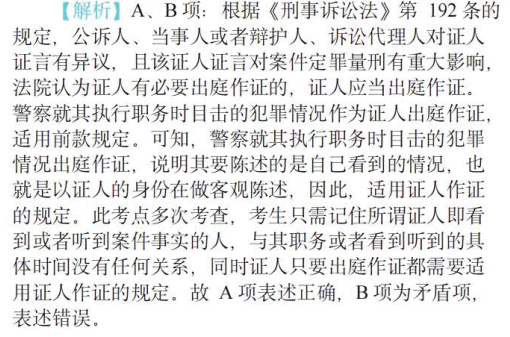 【解析】A、B 项：根据《刑事诉讼法》第 192 条的
规定，公诉人、当事人或者辩护人、诉讼代理人对证人
证言有异议，且该证人证言对案件定罪量刑有重大影响，
法院认为证人有必要出庭作证的，证人应当出庭作证。
警察就其执行职务时目击的犯罪情况作为证人出庭作证，
适用前款规定。可知，警察就其执行职务时目击的犯罪
情况出庭作证，说明其要陈述的是自己看到的情况，也
就是以证人的身份在做客观陈述，因此，适用证人作证
的规定。此考点多次考查，考生只需记住所谓证人即看
到或者听到案件事实的人，与其职务或者看到听到的具
体时间没有任何关系，同时证人只要出庭作证都需要适
用证人作证的规定。故 A 项表述正确，B 项为矛盾项，
表述错误。